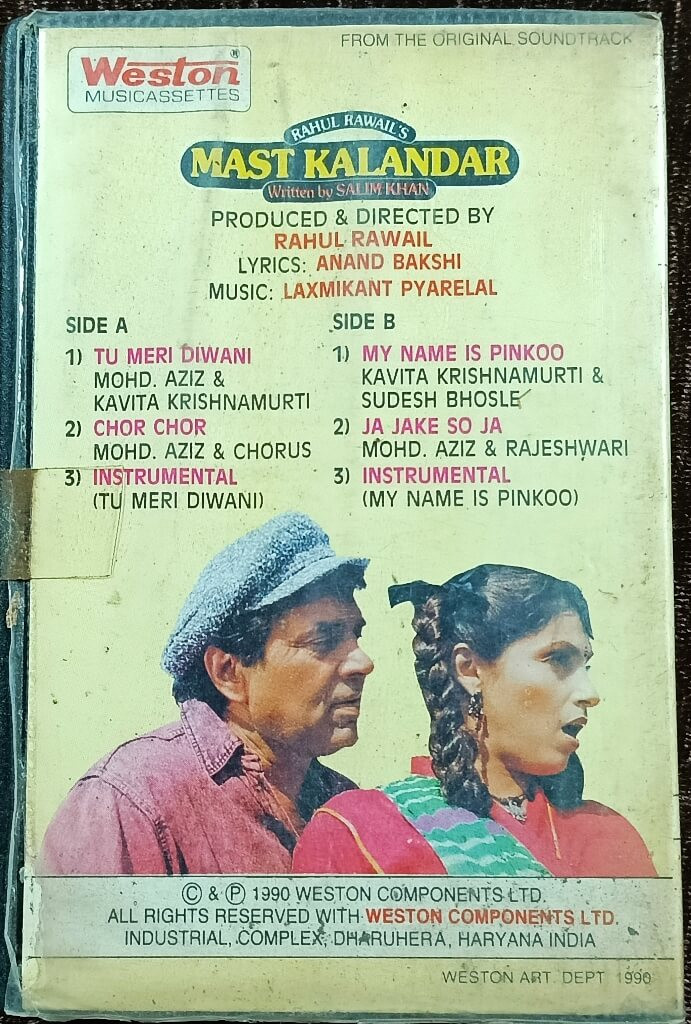 FROM THE ORIGINAL SOUNDTRACK
Weston ®
MUSICASSETTES
RAHUL RAWAIL'S
MAST KALANDAR
Written by SALIM KHAN
PRODUCED & DIRECTED BY
RAHUL RAWAIL
LYRICS: ANAND BAKSHI
MUSIC: LAXMIKANT PYARELAL
SIDE A
1) TU MERI DIWANI
MOHD. AZIZ &
KAVITA KRISHNAMURTI
2) CHOR CHOR
MOHD. AZIZ & CHORUS
3) INSTRUMENTAL
(TU MERI DIWANI)
SIDE B
1) MY NAME IS PINKOO
KAVITA KRISHNAMURTI &
SUDESH BHOSLE
2) JA JAKE SO JA
MOHD. AZIZ & RAJESHWARI
3) INSTRUMENTAL
(MY NAME IS PINKOO)
© & ℗ 1990 WESTON COMPONENTS LTD.
ALL RIGHTS RESERVED WITH WESTON COMPONENTS LTD.
INDUSTRIAL, COMPLEX, DHARUHERA, HARYANA INDIA
WESTON ART. DEPT 1990